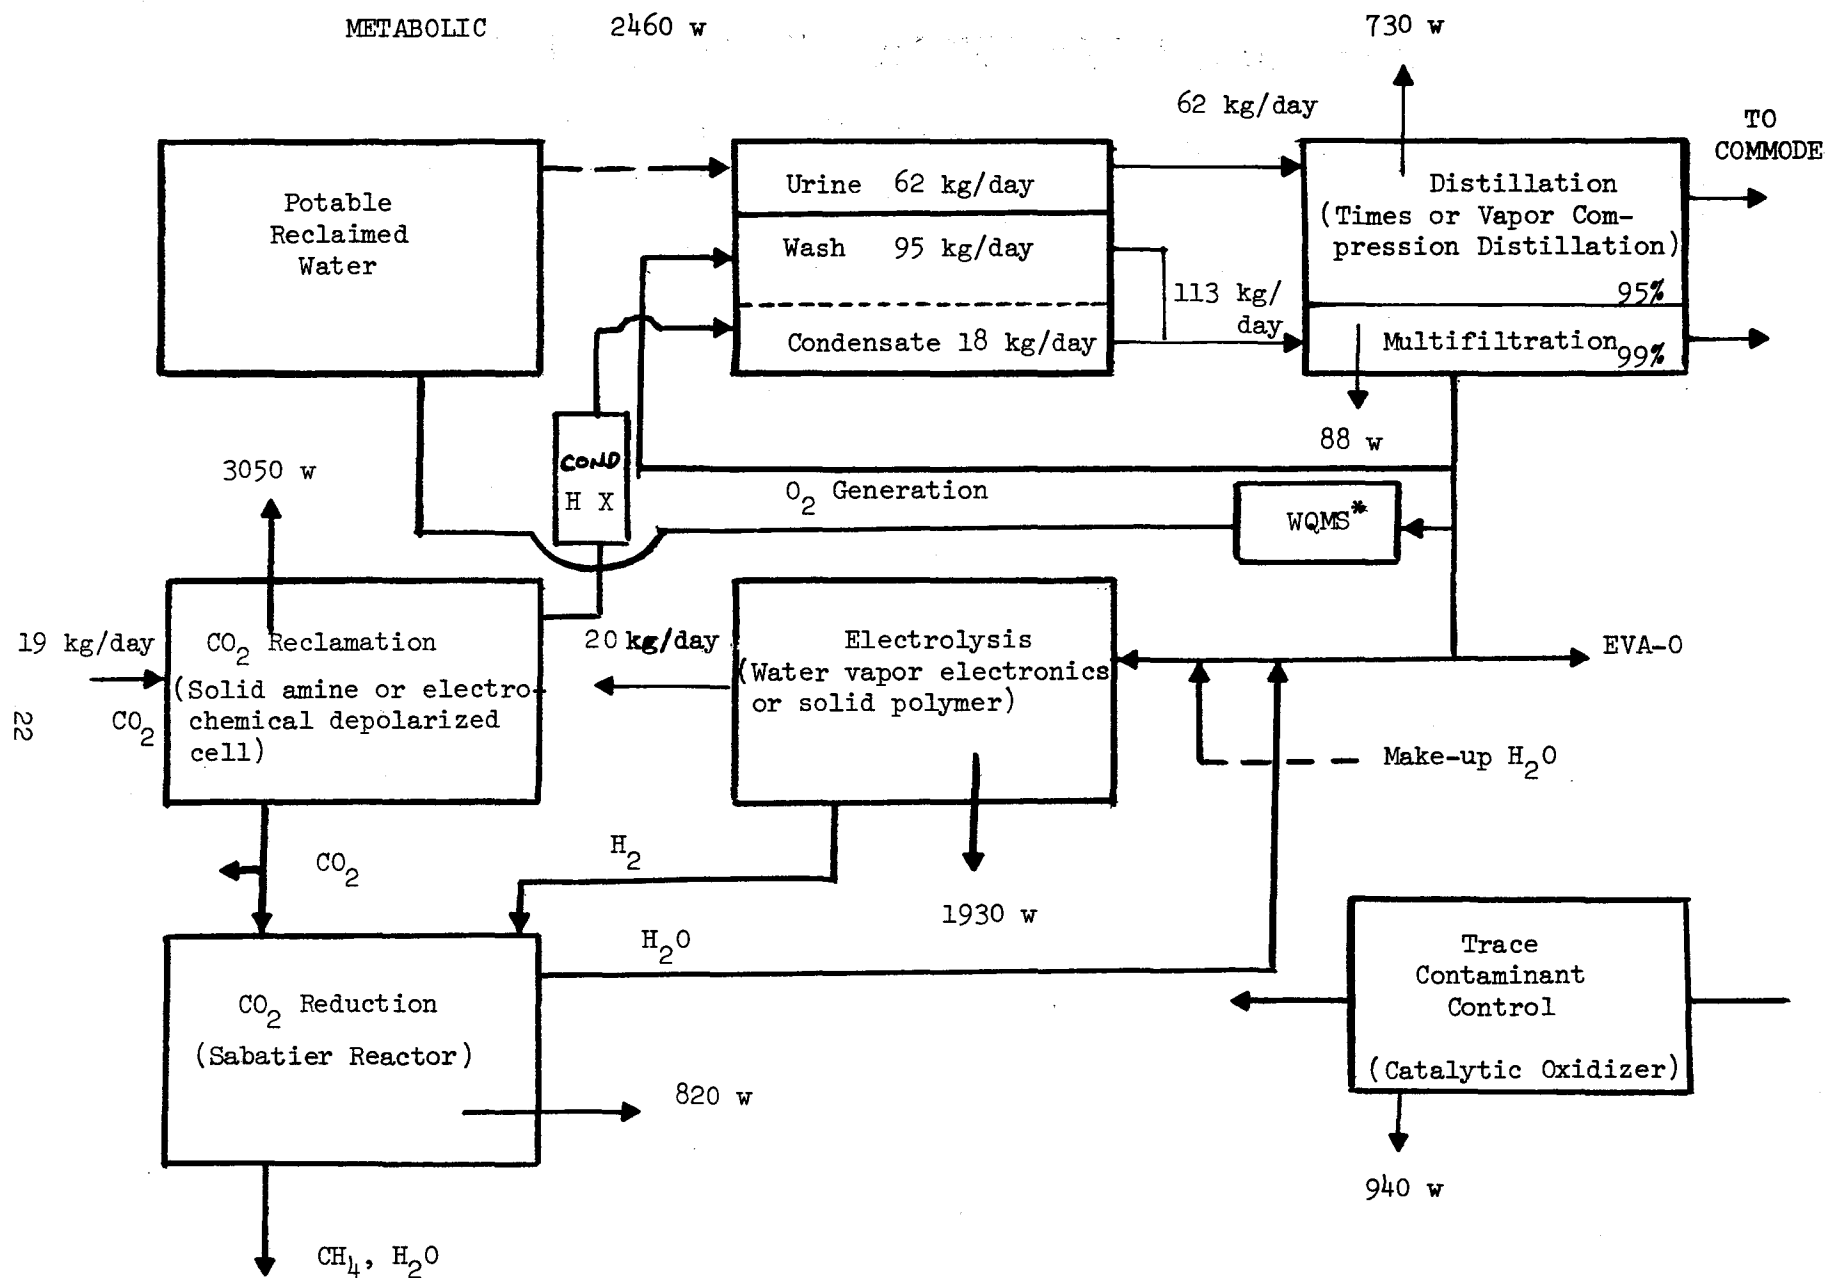 METABOLIC 2460 w
730 w
62 kg/day
TO
COMMODE
Potable
Reclaimed
Water
Urine 62 kg/day
Wash 95 kg/day
Condensate 18 kg/day
113 kg/
day
Distillation
(Times or Vapor Com-
pression Distillation)
95%
Multifiltration
99%
88 w
3050 w
COND
H X
O2 Generation
WQMS*
19 kg/day
CO2
CO2 Reclamation
(Solid amine or electro-
chemical depolarized
cell)
20 kg/day
Electrolysis
(Water vapor electronics
or solid polymer)
EVA-O
Make-up H2O
22
CO2
H2
1930 w
H2O
CO2 Reduction
(Sabatier Reactor)
820 w
Trace
Contaminant
Control
(Catalytic Oxidizer)
940 w
CH4, H2O